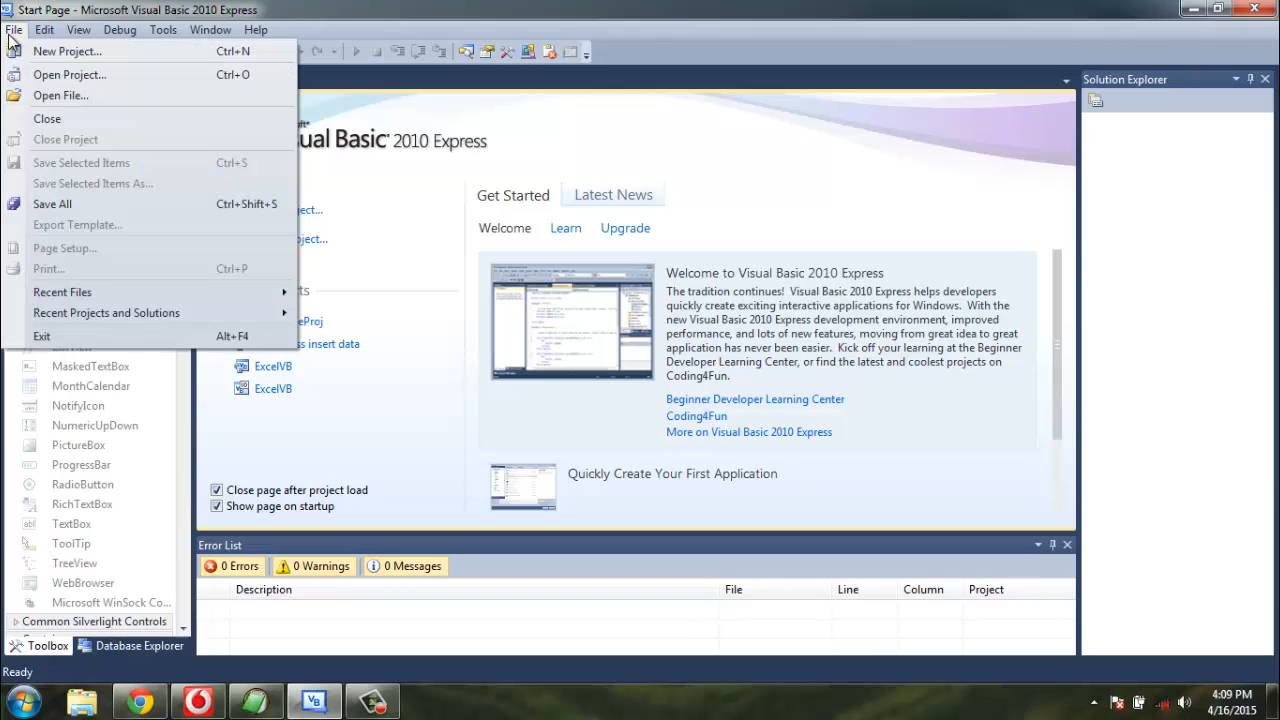 Start Page - Microsoft Visual Basic 2010 Express
File Edit View Debug Tools Window Help
New Project... Ctrl+N
Open Project... Ctrl+O
Open File...
Close
Close Project
Save Selected Items Ctrl+S
Save Selected Items As...
Save All Ctrl+Shift+S
Export Template...
Page Setup...
Print... Ctrl+P
Recent Files
Recent Projects and Solutions
Exit Alt+F4
MaskedTextBox
MonthCalendar
NotifyIcon
NumericUpDown
PictureBox
ProgressBar
RadioButton
RichTextBox
TextBox
ToolTip
TreeView
WebBrowser
Microsoft WinSock Co...
Common Silverlight Controls
Toolbox Database Explorer
ual Basic 2010 Express
ject...
ject...
ts
eProj
ss insert data
ExcelVB
ExcelVB
Close page after project load
Show page on startup
Get Started Latest News
Welcome Learn Upgrade
Welcome to Visual Basic 2010 Express
The tradition continues! Visual Basic 2010 Express helps developers
quickly create exciting interactive applications for Windows. With the
new Visual Basic 2010 Express development environment, improved
performance, and lots of new features, moving from great idea to great
application has never been easier. Kick off your learning at the Beginner
Developer Learning Center, or find the latest and coolest projects on
Coding4Fun.
Beginner Developer Learning Center
Coding4Fun
More on Visual Basic 2010 Express
Quickly Create Your First Application
Solution Explorer
Error List
0 Errors 0 Warnings 0 Messages
Description File Line Column Project
Ready
VB
4:09 PM
4/16/2015